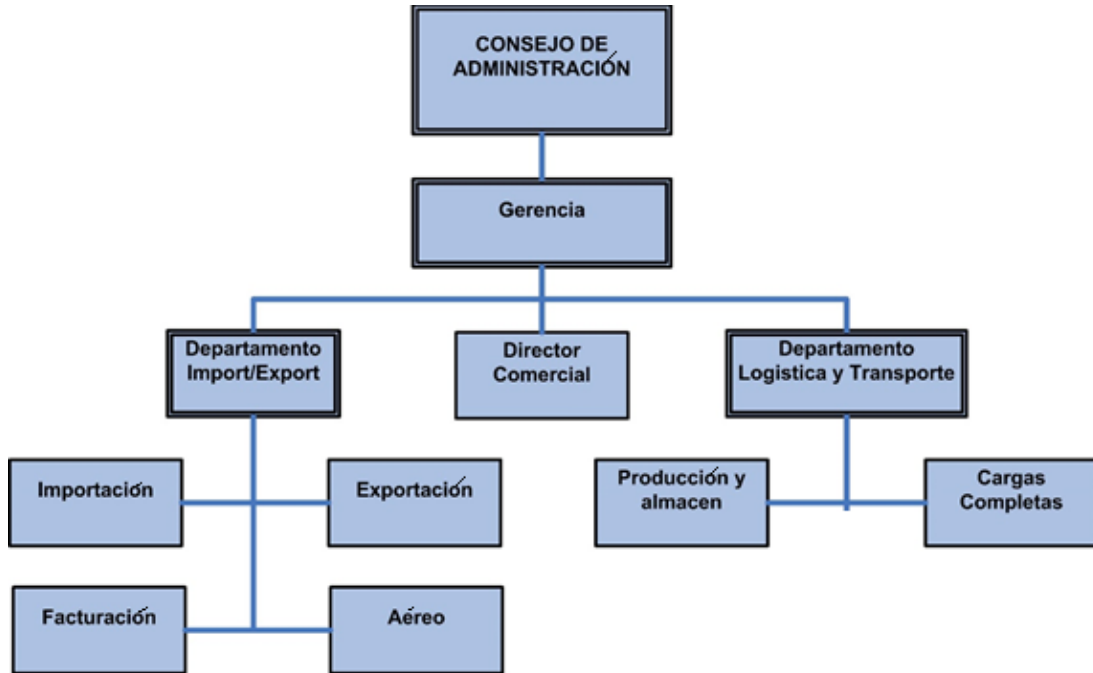 CONSEJO DE
ADMINISTRACIÓN
Gerencia
Departamento
Import/Export
Director
Comercial
Departamento
Logistica y Transporte
Importación
Exportación
Producción y
almacen
Cargas
Completas
Facturación
Aéreo